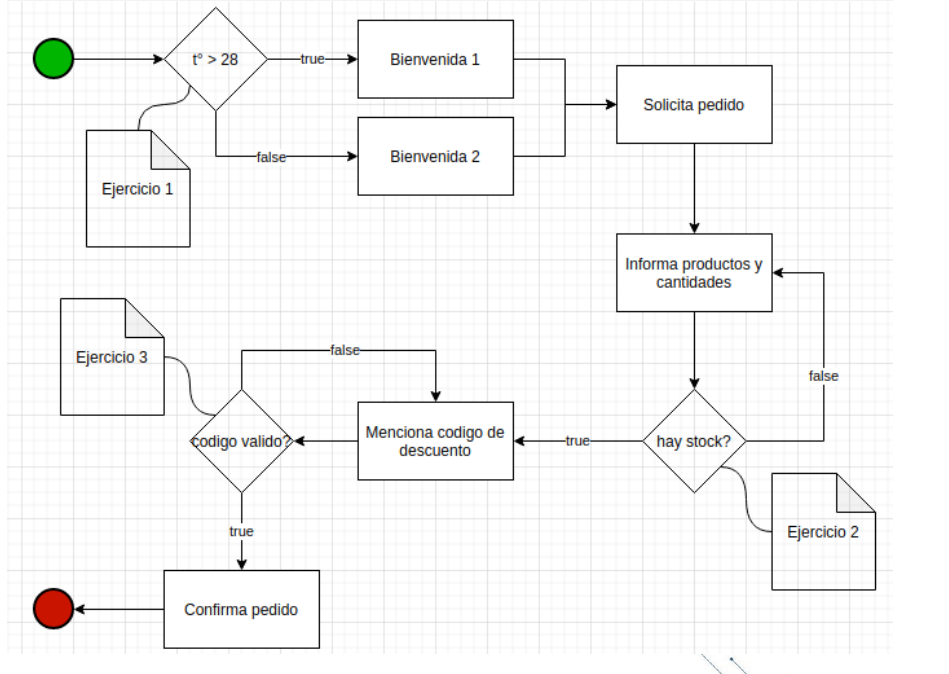 t° > 28
true
Bienvenida 1
Solicita pedido
false
Bienvenida 2
Ejercicio 1
Informa productos y
cantidades
Ejercicio 3
false
false
codigo valido?
Menciona codigo de
descuento
true
hay stock?
Ejercicio 2
true
Confirma pedido